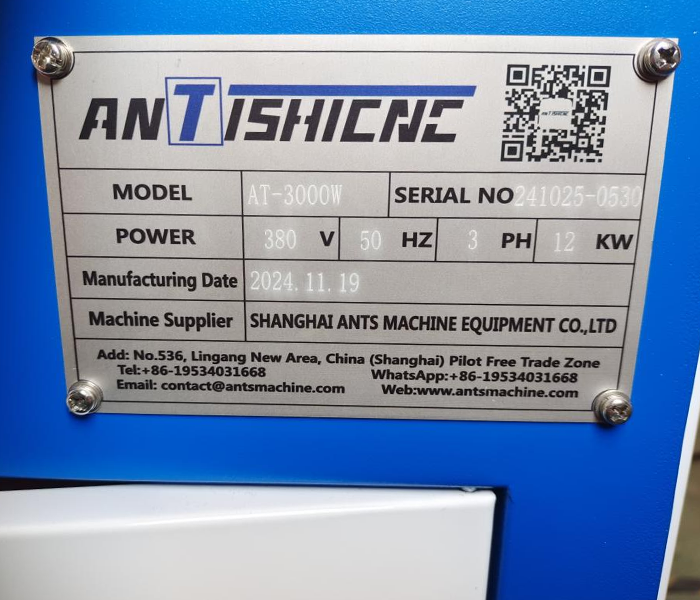 ANTISHICNC
MODEL AT-3000W SERIAL NO 241025-0530
POWER 380 V 50 HZ 3 PH 12 KW
Manufacturing Date 2024.11.19
Machine Supplier SHANGHAI ANTS MACHINE EQUIPMENT CO.,LTD
Add: No.536, Lingang New Area, China (Shanghai) Pilot Free Trade Zone
Tel:+86-19534031668 WhatsApp:+86-19534031668
Email: contact@antsmachine.com Web:www.antsmachine.com